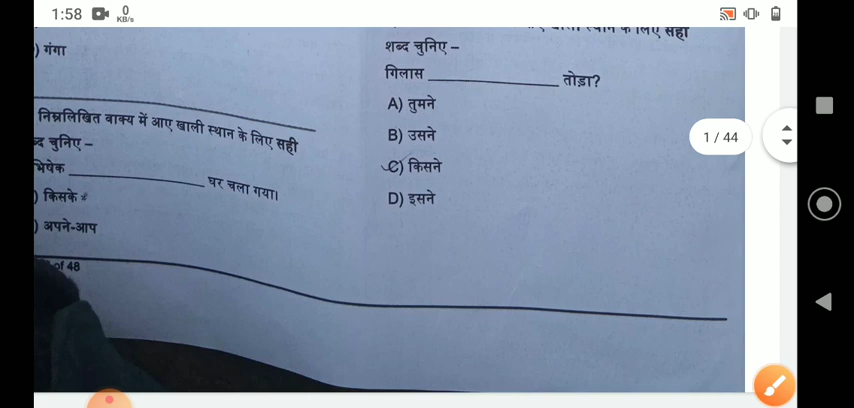 1:58
0
KB/s
) गंगा
निम्नलिखित वाक्य में आए खाली स्थान के लिए सही
चुनिए –
घर चला गया।
) किसके
) अपने-आप
of 48
के लिए सही
शब्द चुनिए –
गिलास तोड़ा?
A) तुमने
B) उसने
C) किसने
D) इसने
1 / 44